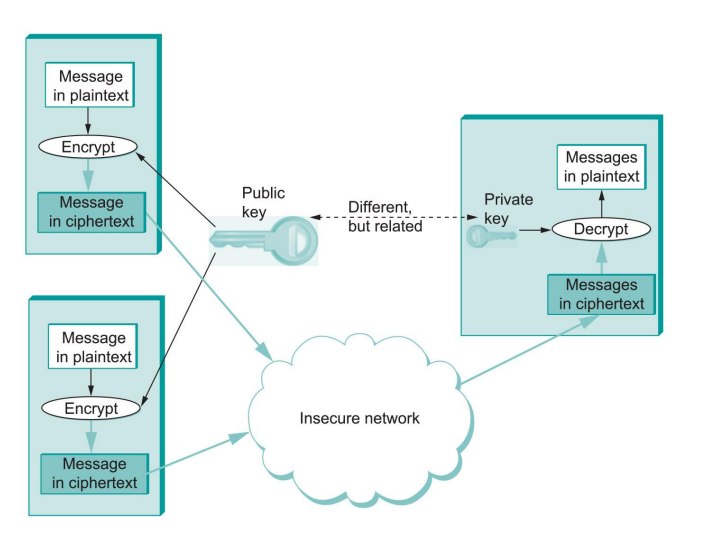 Message
in plaintext
Encrypt
Message
in ciphertext
Public
key
Different,
but related
Private
key
Messages
in plaintext
Decrypt
Messages
in ciphertext
Message
in plaintext
Encrypt
Message
in ciphertext
Insecure network